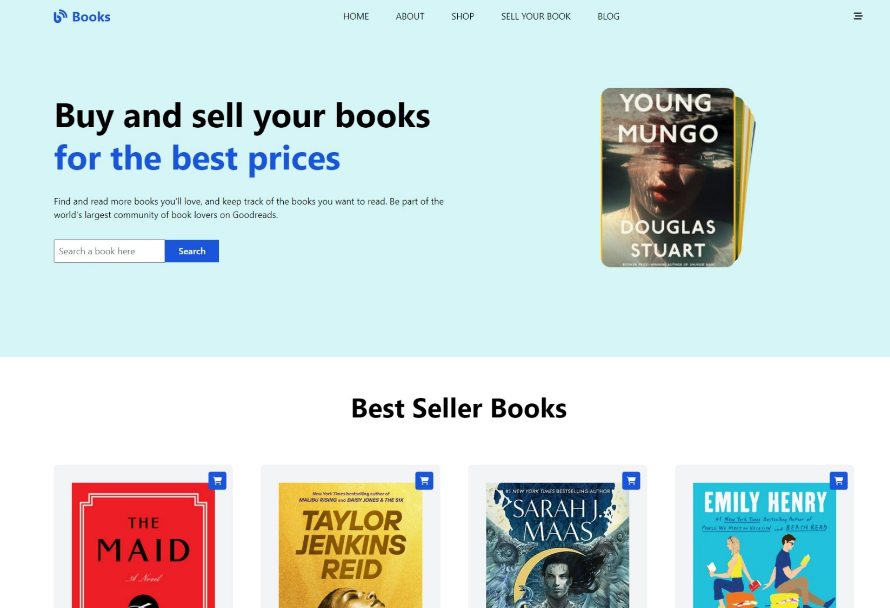 Books
HOME ABOUT SHOP SELL YOUR BOOK BLOG
Buy and sell your books
for the best prices
Find and read more books you'll love, and keep track of the books you want to read. Be part of the
world's largest community of book lovers on Goodreads.
Search a book here Search
YOUNG
MUNGO
A Novel
DOUGLAS
STUART
Best Seller Books
THE
MAID
A Novel
New York Times bestselling author of
MALIBU RISING and DAISY JONES & THE SIX
TAYLOR
JENKINS
REID
#1 NEW YORK TIMES BESTSELLING AUTHOR
SARAH J.
MAAS
EMILY HENRY
#1 New York Times Bestselling Author of
People We Meet on Vacation and BEACH READ